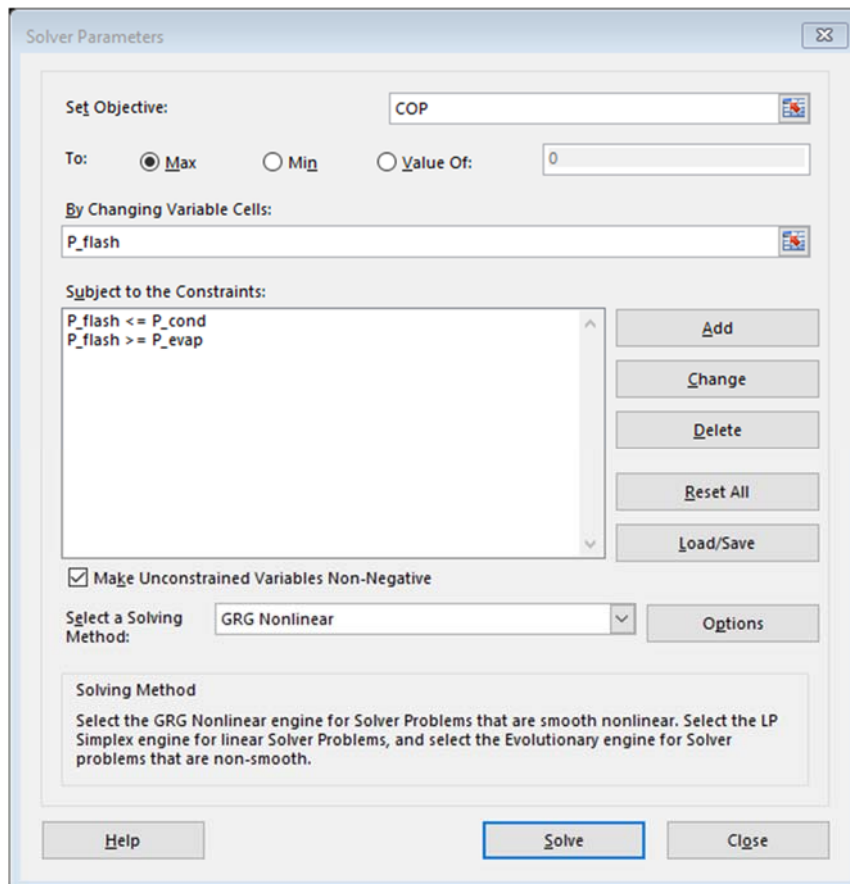 Solver Parameters
Set Objective:
COP
To:
Max
Min
Value Of:
0
By Changing Variable Cells:
P_flash
Subject to the Constraints:
P_flash <= P_cond
P_flash >= P_evap
Add
Change
Delete
Reset All
Load/Save
Make Unconstrained Variables Non-Negative
Select a Solving
Method:
GRG Nonlinear
Options
Solving Method
Select the GRG Nonlinear engine for Solver Problems that are smooth nonlinear. Select the LP
Simplex engine for linear Solver Problems, and select the Evolutionary engine for Solver
problems that are non-smooth.
Help
Solve
Close